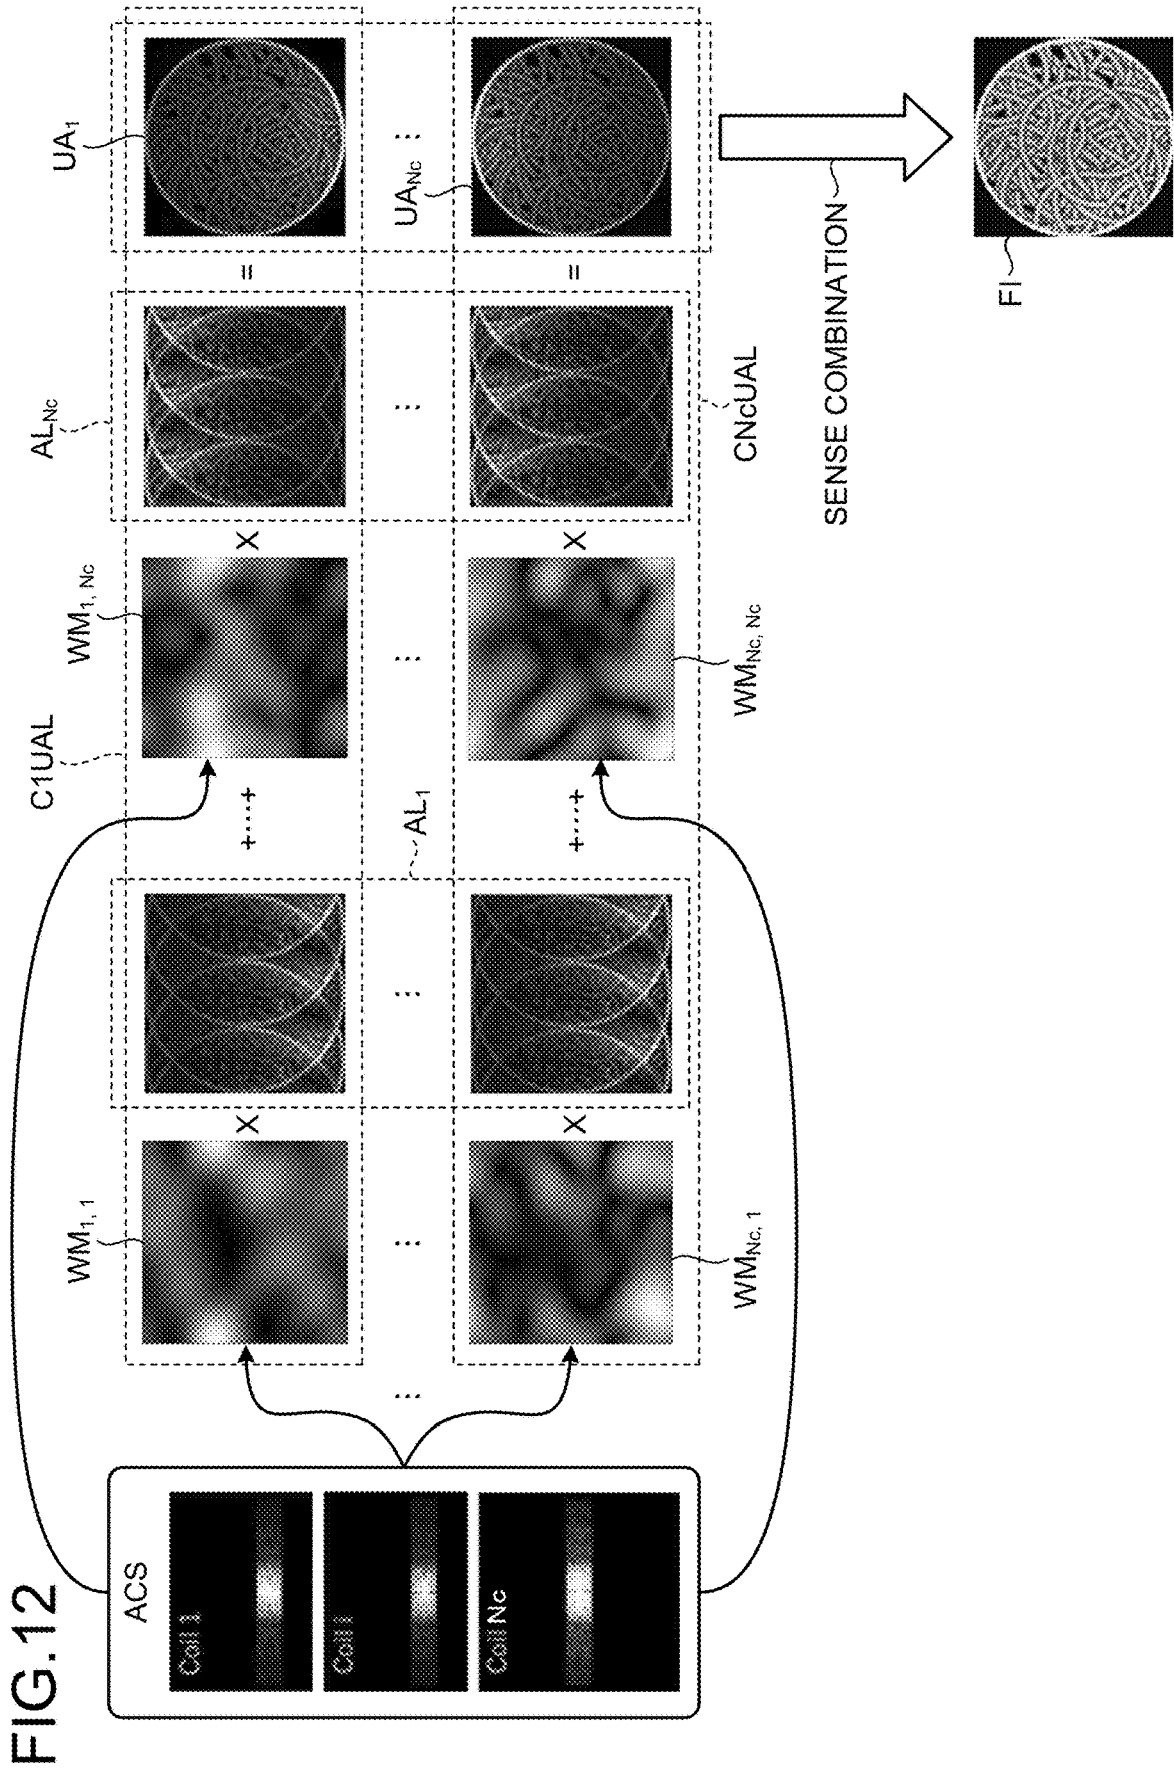 FIG.12
ACS
Coil 1
Coil i
Coil Nc
...
WM1, 1
X
...
X
WMNc, 1
...
AL1
C1UAL
+....+
+....+
WM1, Nc
X
...
X
WMNc, Nc
ALNc
...
CNcUAL
=
=
UA1
...
UANc
SENSE COMBINATION
FI